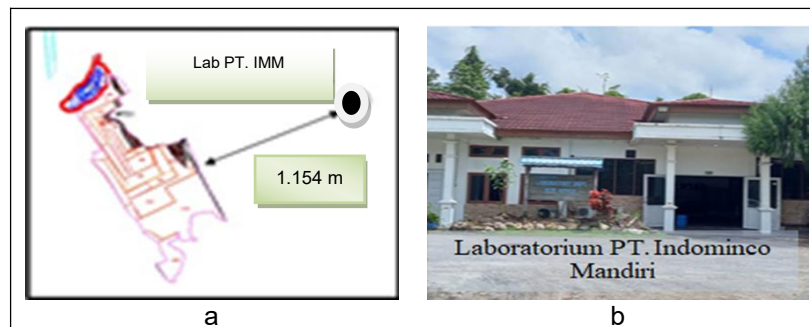 Lab PT. IMM
1.154 m
a
Laboratorium PT. Indominco
Mandiri
b